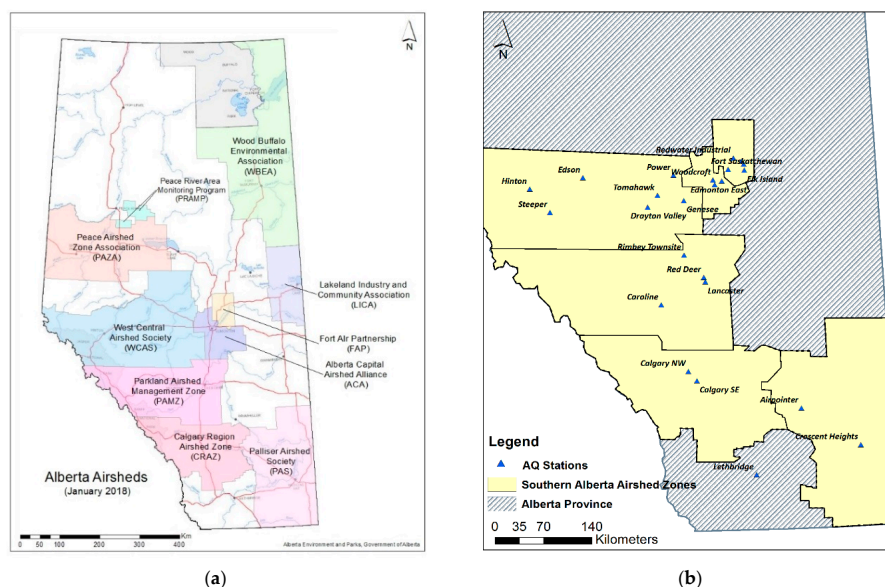 N
Wood Buffalo
Environmental
Association
(WBEA)
Peace River Area
Monitoring Program
(PRAMP)
Peace Airshed
Zone Association
(PAZA)
Lakeland Industry and
Community Association
(LICA)
West Central
Airshed Society
(WCAS)
Fort Air Partnership
(FAP)
Alberta Capital
Airshed Alliance
(ACA)
Parkland Airshed
Management Zone
(PAMZ)
Calgary Region
Airshed Zone
(CRAZ)
Palliser Airshed
Society
(PAS)
Alberta Airsheds
(January 2018)
Km
0 50 100 200 300 400
Alberta Environment and Parks, Government of Alberta
(a)
N
Redwater Industrial
Fort Saskatchewan
Power
Woodcroft
Elk island
Edson
Hinton
Edmonton East
Tomahawk
Steeper
Genesee
Drayton Valley
Rimbey Townsite
Red Deer
Lancaster
Caroline
Calgary NW
Calgary SE
Airpointer
Crescent Heights
Lethbridge
Legend
AQ Stations
Southern Alberta Airshed Zones
Alberta Province
0 35 70 140
Kilometers
(b)